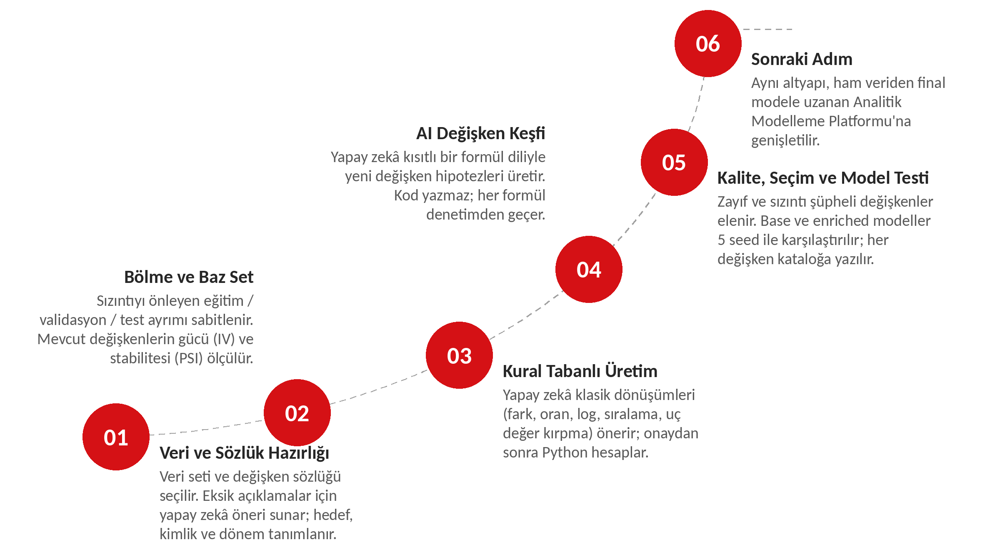 01
Veri ve Sözlük Hazırlığı
Veri seti ve değişken sözlüğü
seçilir. Eksik açıklamalar için
yapay zekâ öneri sunar; hedef,
kimlik ve dönem tanımlanır.
02
Bölme ve Baz Set
Sızıntıyı önleyen eğitim /
validasyon / test ayrımı sabitlenir.
Mevcut değişkenlerin gücü (IV) ve
stabilitesi (PSI) ölçülür.
03
Kural Tabanlı Üretim
Yapay zekâ klasik dönüşümleri
(fark, oran, log, sıralama, uç
değer kırpma) önerir; onaydan
sonra Python hesaplar.
04
AI Değişken Keşfi
Yapay zekâ kısıtlı bir formül diliyle
yeni değişken hipotezleri üretir.
Kod yazmaz; her formül
denetimden geçer.
05
Kalite, Seçim ve Model Testi
Zayıf ve sızıntı şüpheli değişkenler
elenir. Base ve enriched modeller
5 seed ile karşılaştırılır; her
değişken kataloğa yazılır.
06
Sonraki Adım
Aynı altyapı, ham veriden final
modele uzanan Analitik
Modelleme Platformu'na
genişletilir.